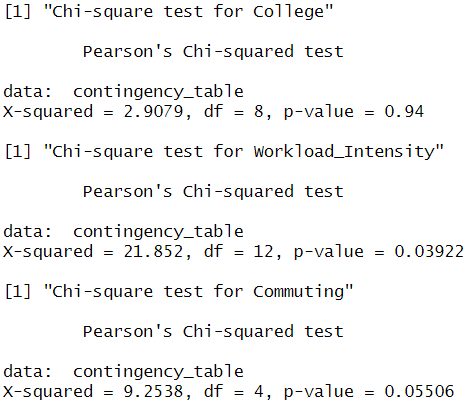 [1] "Chi-square test for College"
Pearson's Chi-squared test
data:  contingency_table
X-squared = 2.9079, df = 8, p-value = 0.94
[1] "Chi-square test for Workload_Intensity"
Pearson's Chi-squared test
data:  contingency_table
X-squared = 21.852, df = 12, p-value = 0.03922
[1] "Chi-square test for Commuting"
Pearson's Chi-squared test
data:  contingency_table
X-squared = 9.2538, df = 4, p-value = 0.05506